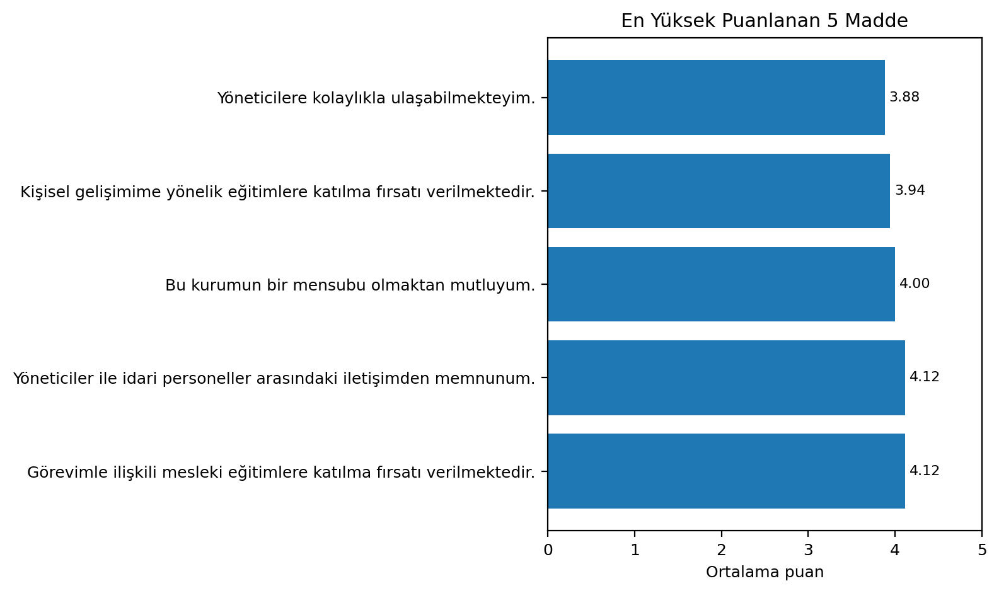 En Yüksek Puanlanan 5 Madde
Yöneticilere kolaylıkla ulaşabilmekteyim.
3.88
Kişisel gelişimime yönelik eğitimlere katılma fırsatı verilmektedir.
3.94
Bu kurumun bir mensubu olmaktan mutluyum.
4.00
Yöneticiler ile idari personeller arasındaki iletişimden memnunum.
4.12
Görevimle ilişkili mesleki eğitimlere katılma fırsatı verilmektedir.
4.12
0 1 2 3 4 5
Ortalama puan